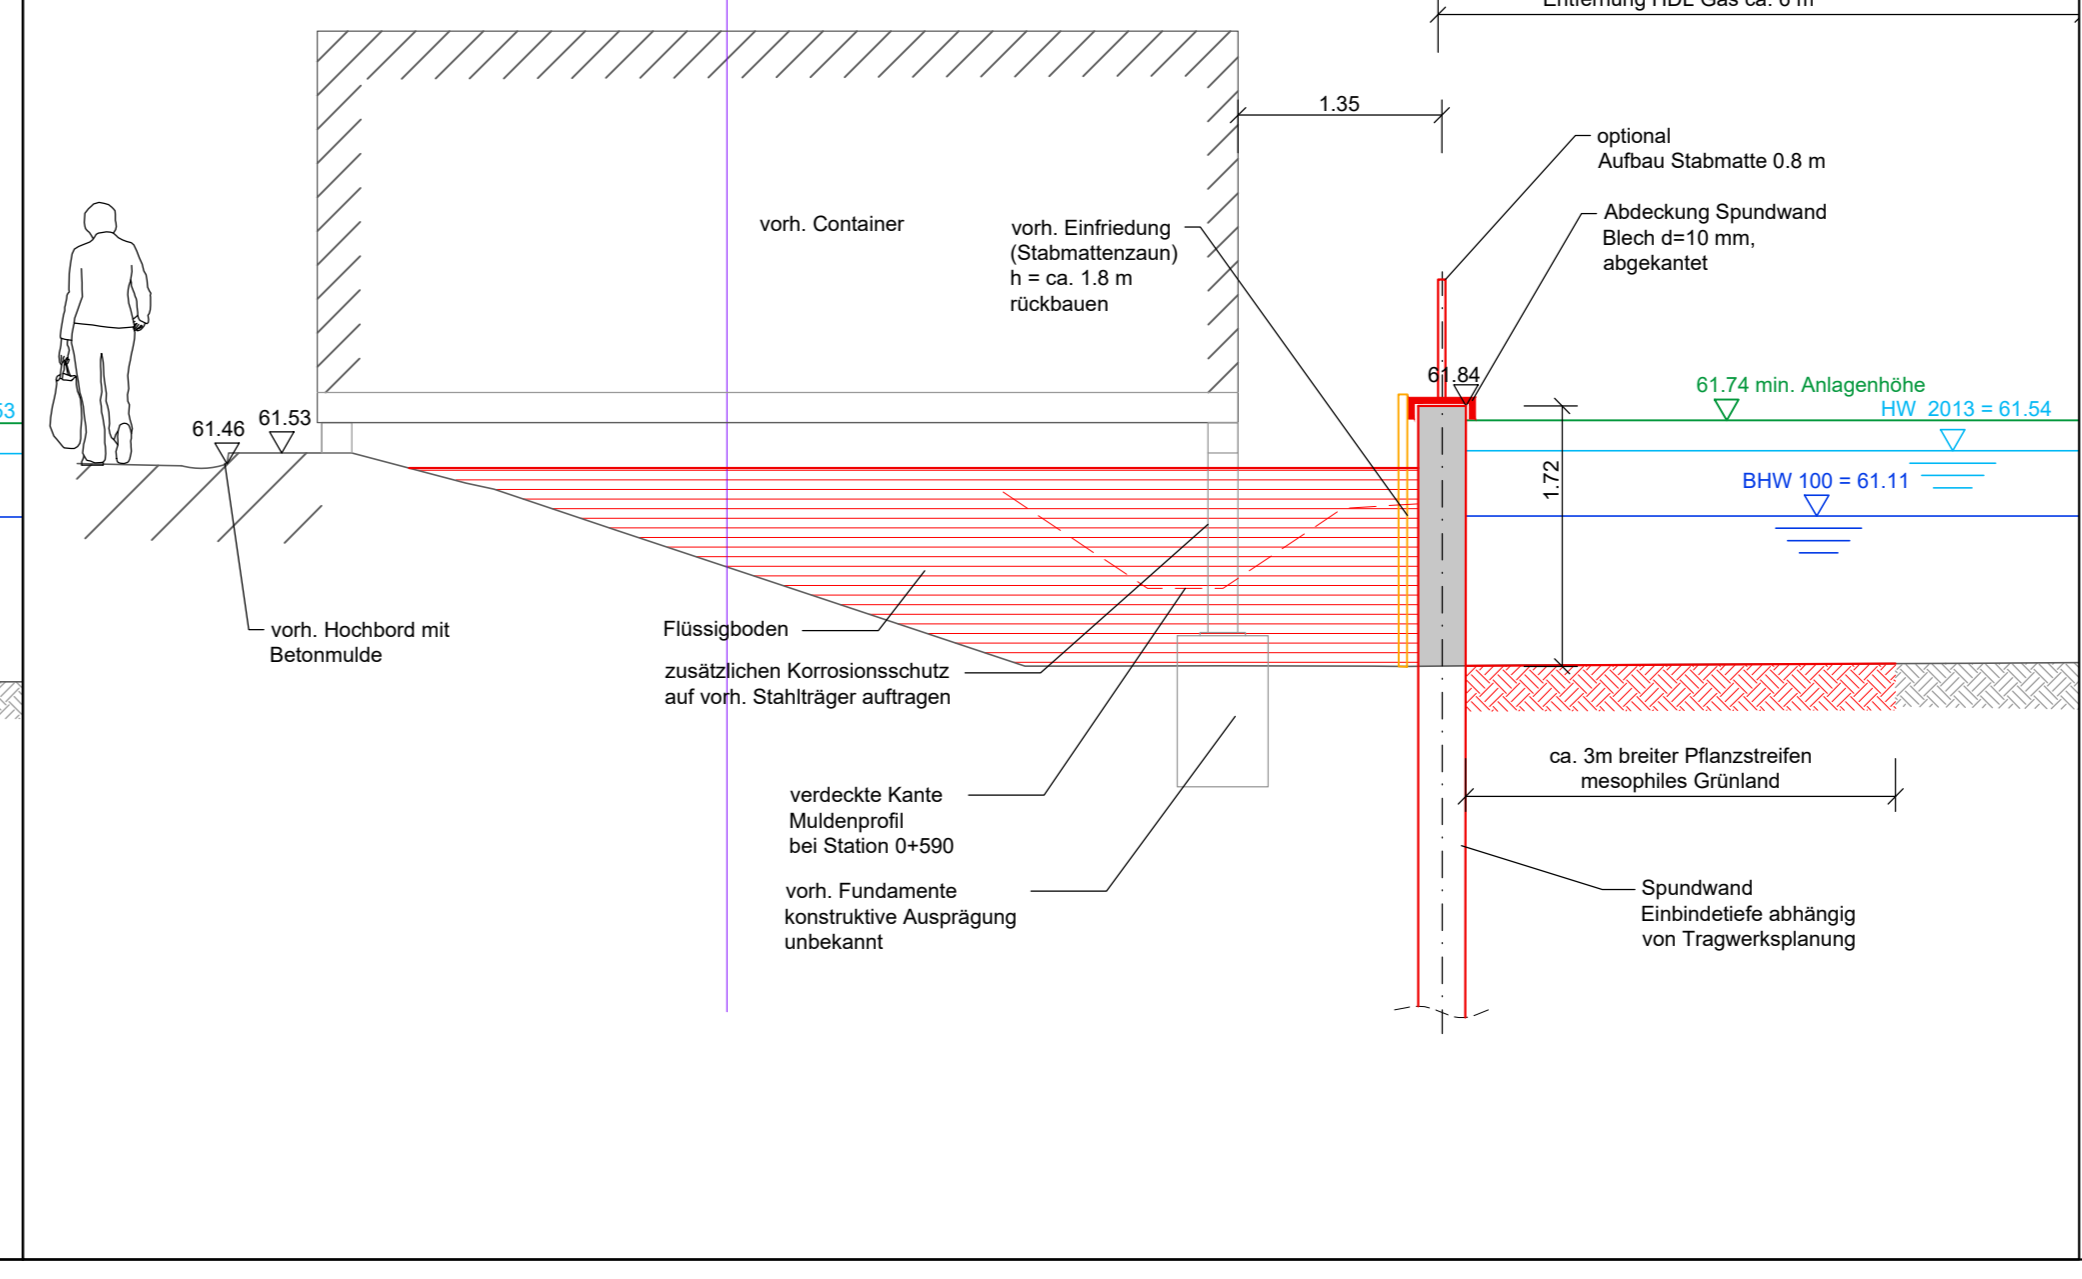 Entfernung HDL Gas ca. 6 m
1.35
optional
Aufbau Stabmatte 0.8 m
Abdeckung Spundwand
Blech d=10 mm,
abgekantet
vorh. Container
vorh. Einfriedung
(Stabmattenzaun)
h = ca. 1.8 m
rückbauen
61.84
61.74 min. Anlagenhöhe
HW 2013 = 61.54
53
61.46
61.53
1.72
BHW 100 = 61.11
vorh. Hochbord mit
Betonmulde
Flüssigboden
zusätzlichen Korrosionsschutz
auf vorh. Stahlträger auftragen
ca. 3m breiter Pflanzstreifen
mesophiles Grünland
verdeckte Kante
Muldenprofil
bei Station 0+590
vorh. Fundamente
konstruktive Ausprägung
unbekannt
Spundwand
Einbindetiefe abhängig
von Tragwerksplanung